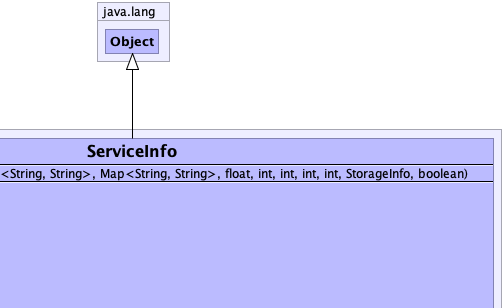 java.lang
Object
ServiceInfo
<String, String>, Map<String, String>, float, int, int, int, int, StorageInfo, boolean)